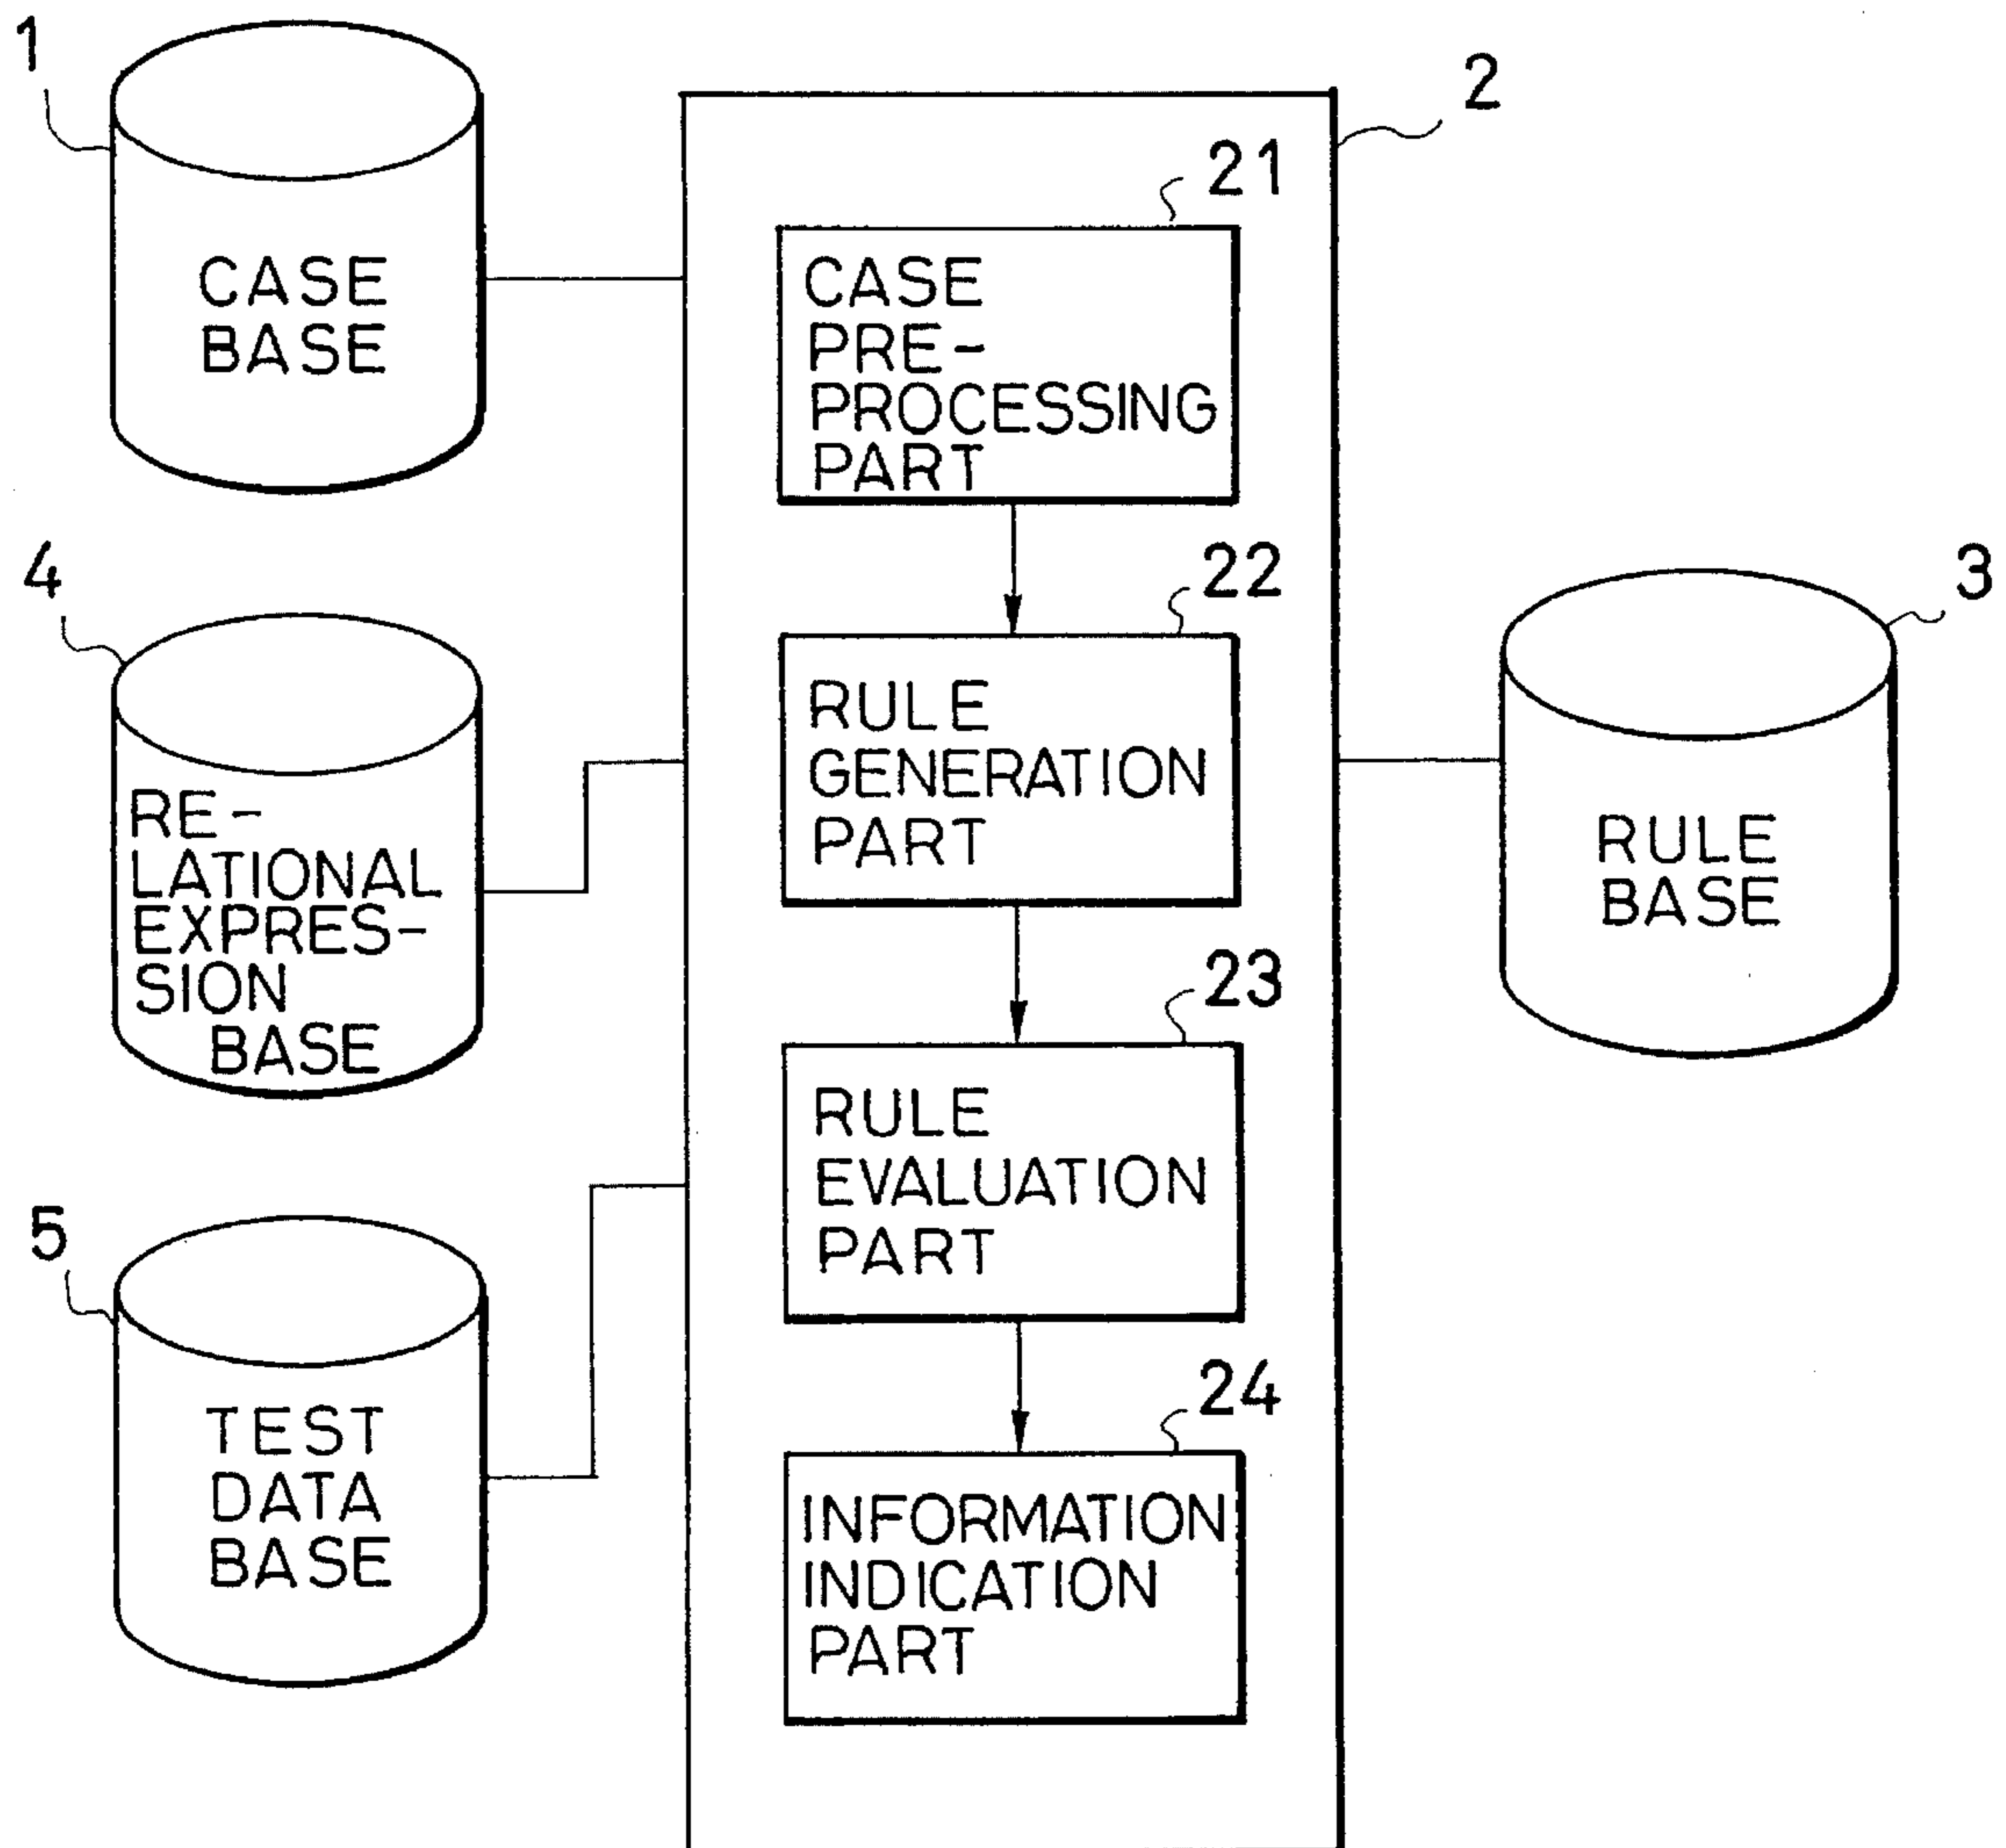 1
CASE
BASE
2
21
CASE
PRE-
PROCESSING
PART
4
RE-
LATIONAL
EXPRES-
SION
BASE
22
RULE
GENERATION
PART
3
RULE
BASE
23
RULE
EVALUATION
PART
5
TEST
DATA
BASE
24
INFORMATION
INDICATION
PART